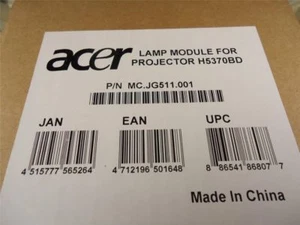 acer LAMP MODULE FOR
PROJECTOR H5370BD
P/N MC.JG511.001
JAN EAN UPC
4 515777 565264 4 712196 501648 8 86541 86807 7
Made In China